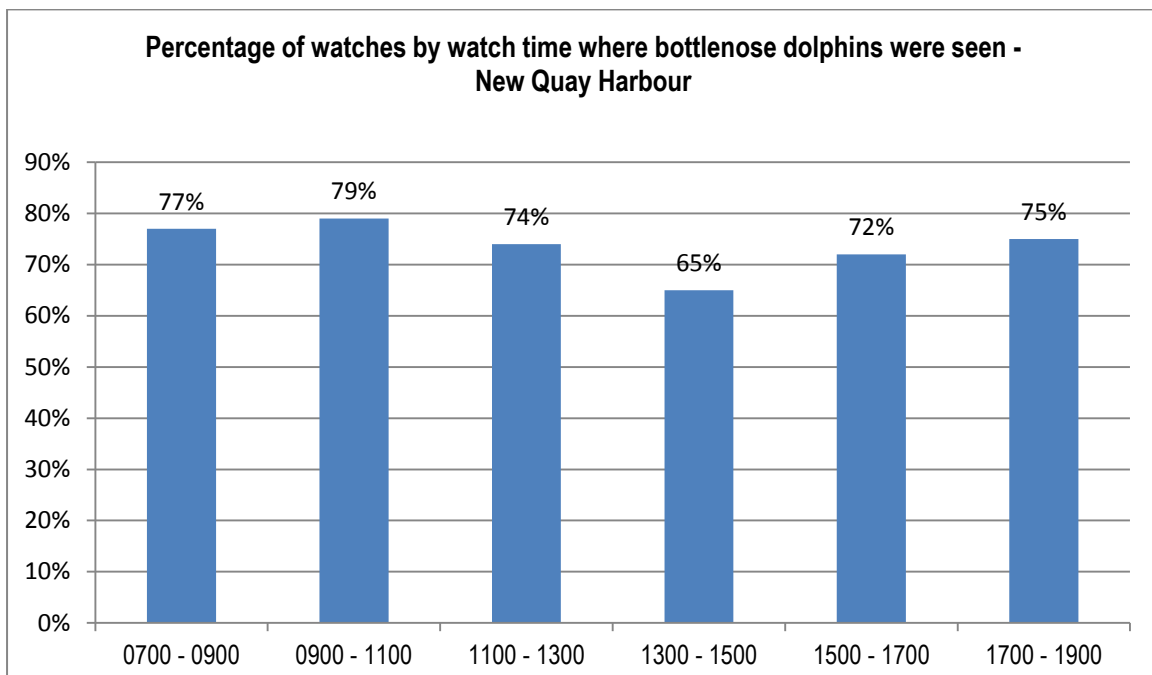 Percentage of watches by watch time where bottlenose dolphins were seen -
New Quay Harbour
90%
80%
70%
60%
50%
40%
30%
20%
10%
0%
77%
79%
74%
65%
72%
75%
0700 - 0900
0900 - 1100
1100 - 1300
1300 - 1500
1500 - 1700
1700 - 1900